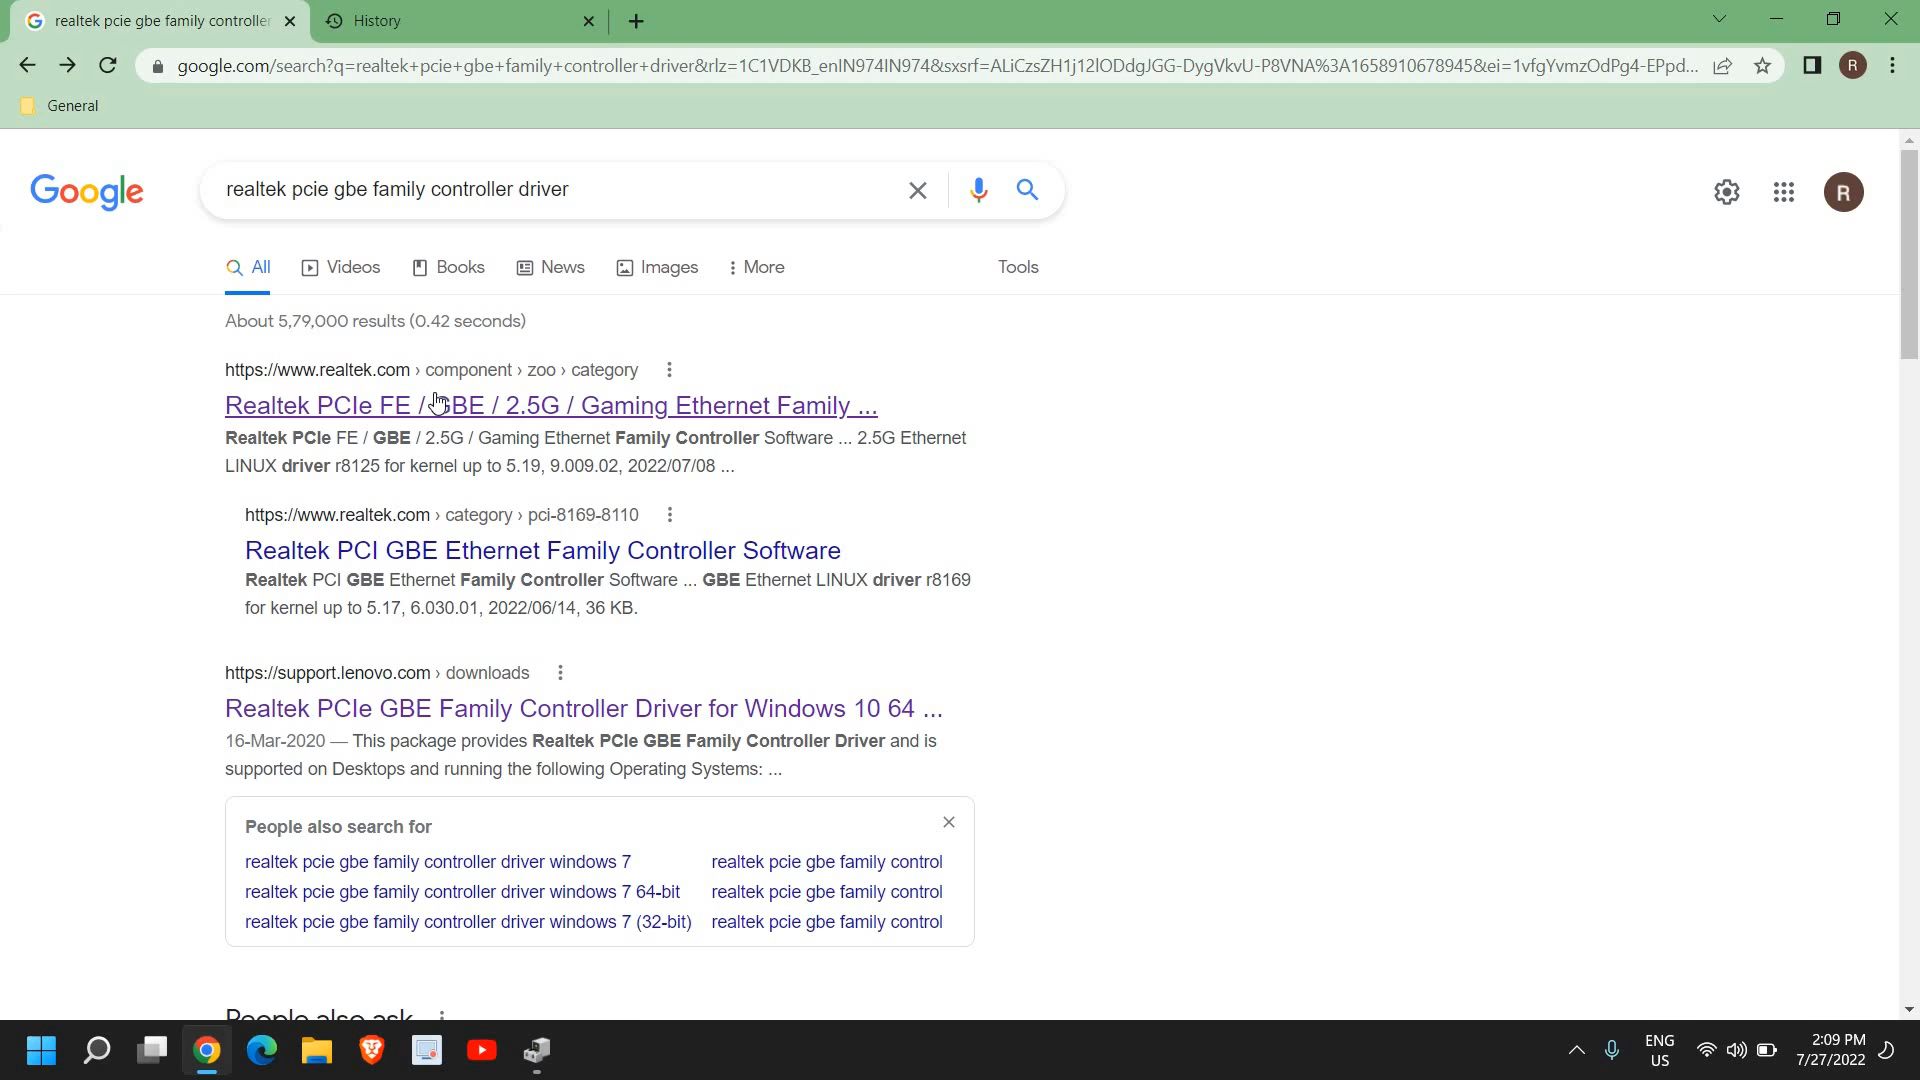 realtek pcie gbe family controller
History
google.com/search?q=realtek+pcie+gbe+family+controller+driver&rlz=1C1VDKB_enIN974IN974&sxsrf=ALiCzsZH1j12lODdgJGG-DygVkvU-P8VNA%3A1658910678945&ei=1vfgYvmzOdPg4-EPpd...
R
General
Google
realtek pcie gbe family controller driver
R
All
Videos
Books
News
Images
More
Tools
About 5,79,000 results (0.42 seconds)
https://www.realtek.com › component › zoo › category
Realtek PCIe FE / GBE / 2.5G / Gaming Ethernet Family ...
Realtek PCIe FE / GBE / 2.5G / Gaming Ethernet Family Controller Software ... 2.5G Ethernet
LINUX driver r8125 for kernel up to 5.19, 9.009.02, 2022/07/08 ...
https://www.realtek.com › category › pci-8169-8110
Realtek PCI GBE Ethernet Family Controller Software
Realtek PCI GBE Ethernet Family Controller Software ... GBE Ethernet LINUX driver r8169
for kernel up to 5.17, 6.030.01, 2022/06/14, 36 KB.
https://support.lenovo.com › downloads
Realtek PCIe GBE Family Controller Driver for Windows 10 64 ...
16-Mar-2020 — This package provides Realtek PCIe GBE Family Controller Driver and is
supported on Desktops and running the following Operating Systems: ...
People also search for
realtek pcie gbe family controller driver windows 7
realtek pcie gbe family control
realtek pcie gbe family controller driver windows 7 64-bit
realtek pcie gbe family control
realtek pcie gbe family controller driver windows 7 (32-bit)
realtek pcie gbe family control
People also ask
ENG
US
2:09 PM
7/27/2022